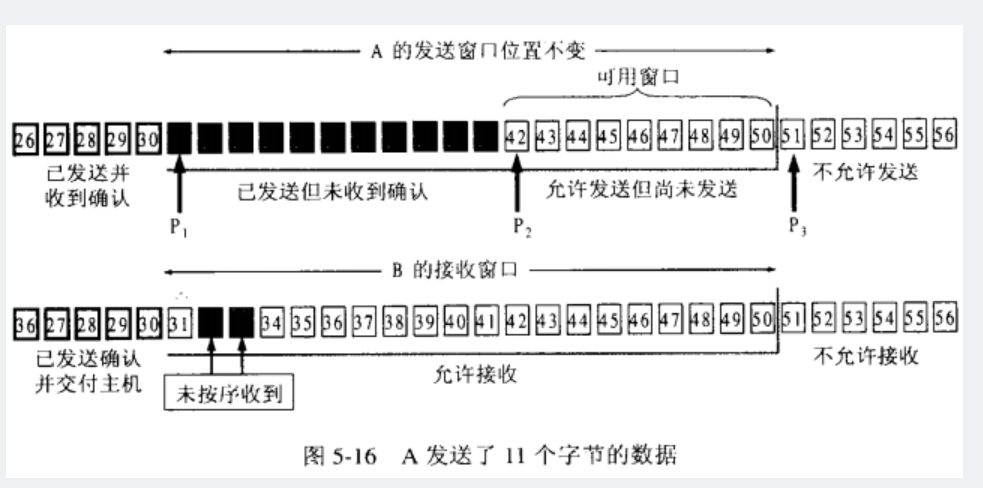 A 的发送窗口位置不变
可用窗口
26 27 28 29 30 42 43 44 45 46 47 48 49 50 51 52 53 54 55 56
已发送并
收到确认
已发送但未收到确认
允许发送但尚未发送
不允许发送
P1
P2
P3
B 的接收窗口
36 27 28 29 30 31 34 35 36 37 38 39 40 41 42 43 44 45 46 47 48 49 50 51 52 53 54 55 56
已发送确认
并交付主机
未按序收到
允许接收
不允许接收
图 5-16 A 发送了 11 个字节的数据